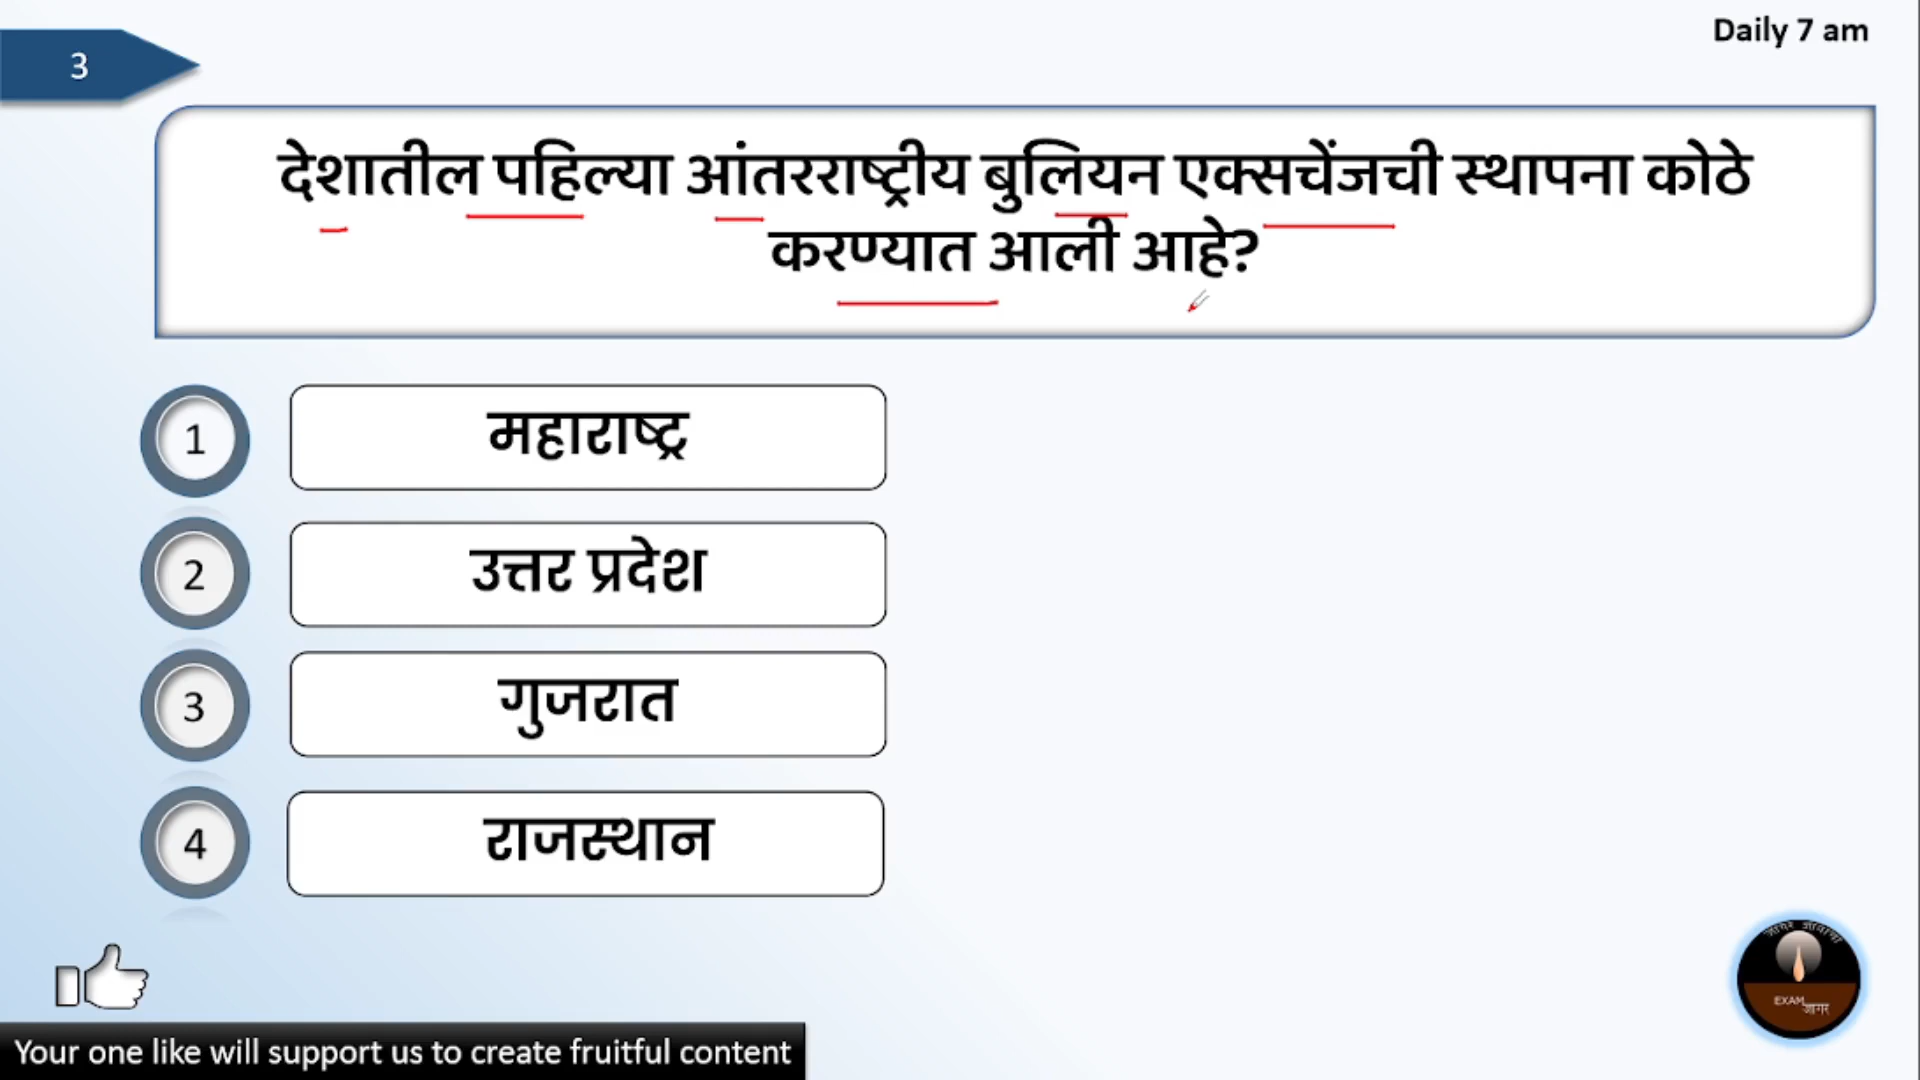 Daily 7 am
3
देशातील पहिल्या आंतरराष्ट्रीय बुलियन एक्सचेंजची स्थापना कोठे
करण्यात आली आहे?
1
महाराष्ट्र
2
उत्तर प्रदेश
3
गुजरात
4
राजस्थान
EXAM
जागर
Your one like will support us to create fruitful content